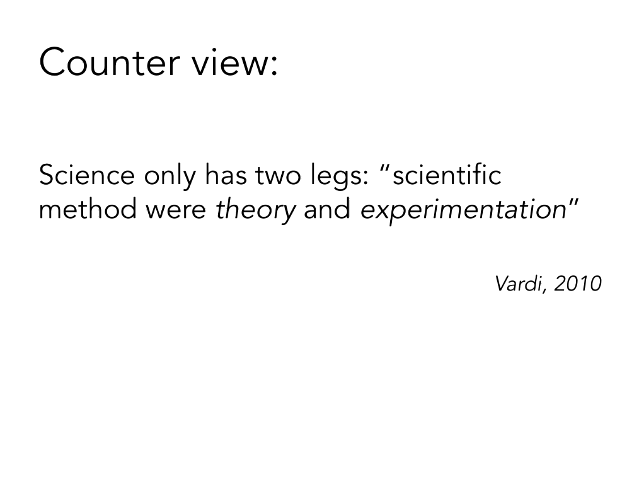 Counter view:
Science only has two legs: “scientific
method were theory and experimentation”
Vardi, 2010